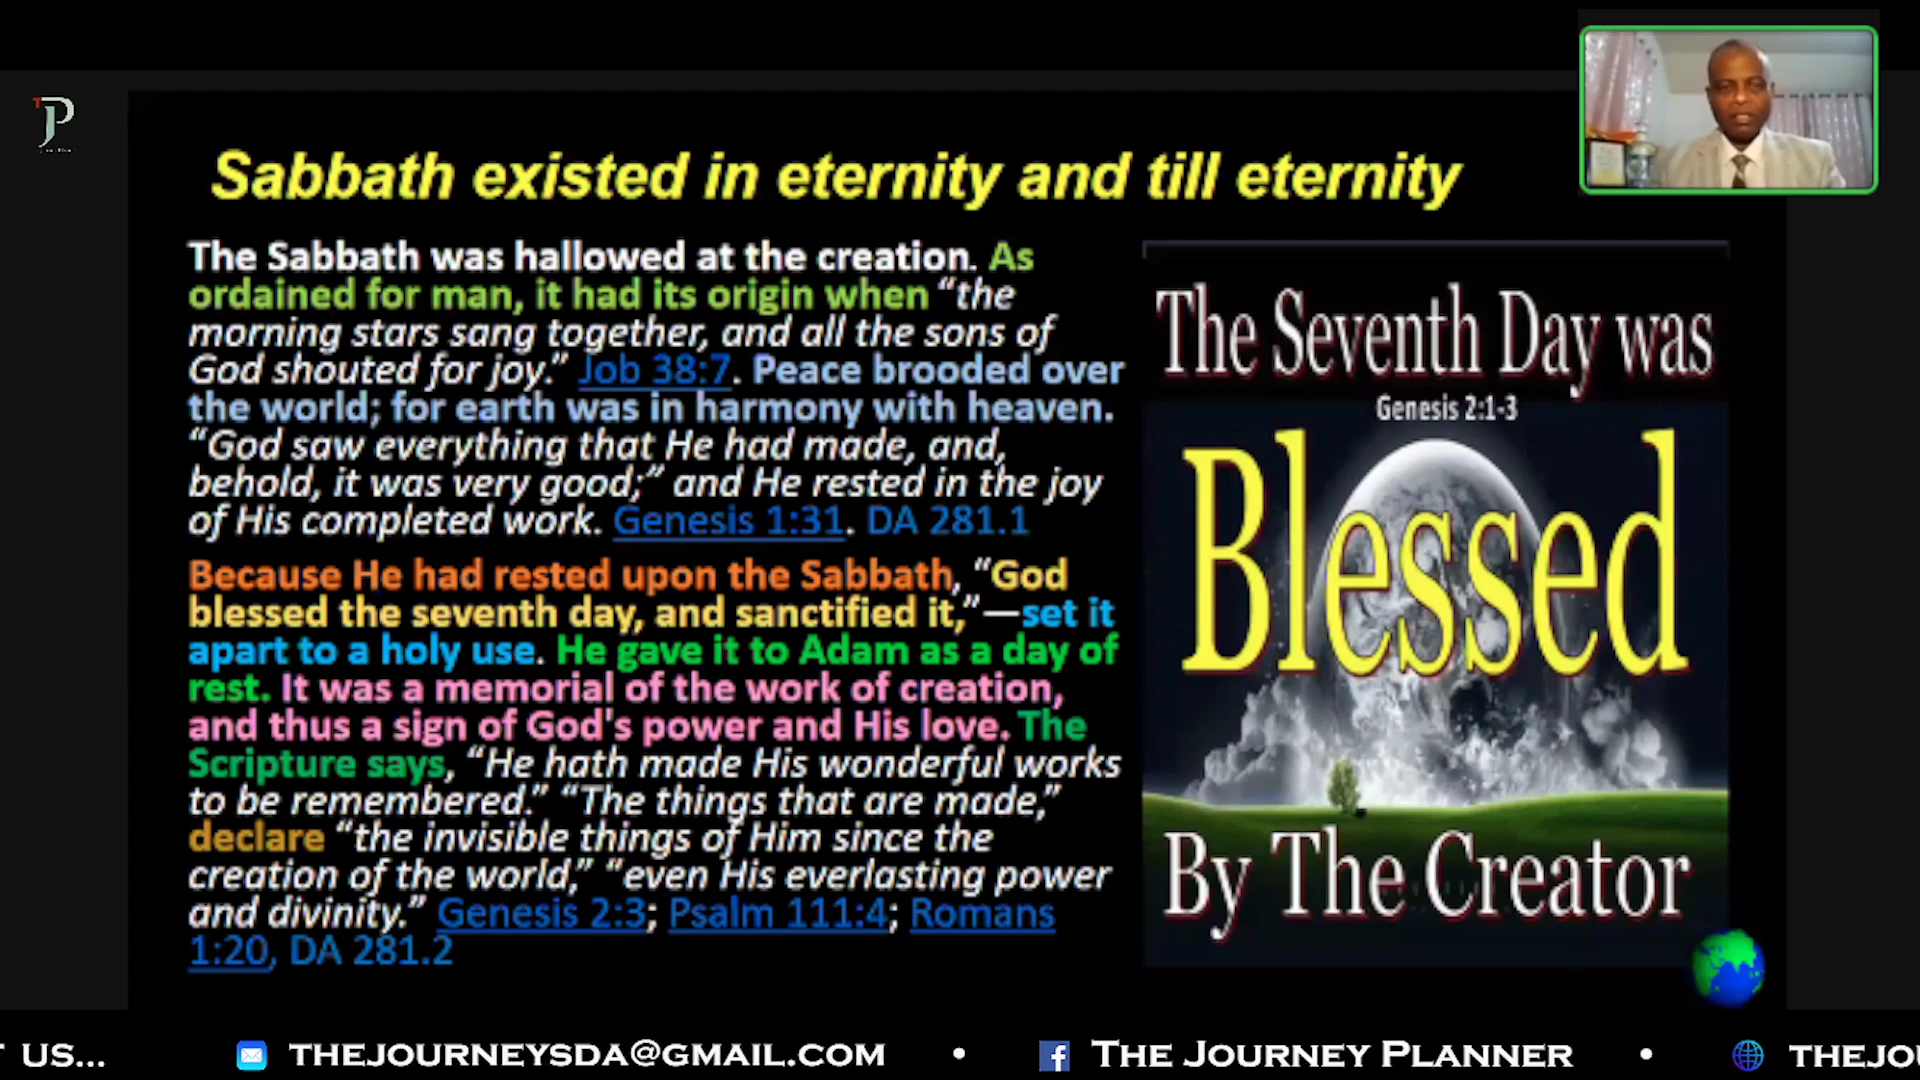 TP
Sabbath existed in eternity and till eternity
The Sabbath was hallowed at the creation. As
ordained for man, it had its origin when “the
morning stars sang together, and all the sons of
God shouted for joy.” Job 38:7. Peace brooded over
the world; for earth was in harmony with heaven.
“God saw everything that He had made, and,
behold, it was very good;” and He rested in the joy
of His completed work. Genesis 1:31. DA 281.1
Because He had rested upon the Sabbath, “God
blessed the seventh day, and sanctified it,”—set it
apart to a holy use. He gave it to Adam as a day of
rest. It was a memorial of the work of creation,
and thus a sign of God's power and His love. The
Scripture says, “He hath made His wonderful works
to be remembered.” “The things that are made,”
declare “the invisible things of Him since the
creation of the world,” “even His everlasting power
and divinity.” Genesis 2:3; Psalm 111:4; Romans
1:20, DA 281.2
The Seventh Day was
Genesis 2:1-3
Blessed
By The Creator
T US... THEJOURNEYSDA@GMAIL.COM • THE JOURNEY PLANNER • THEJOU